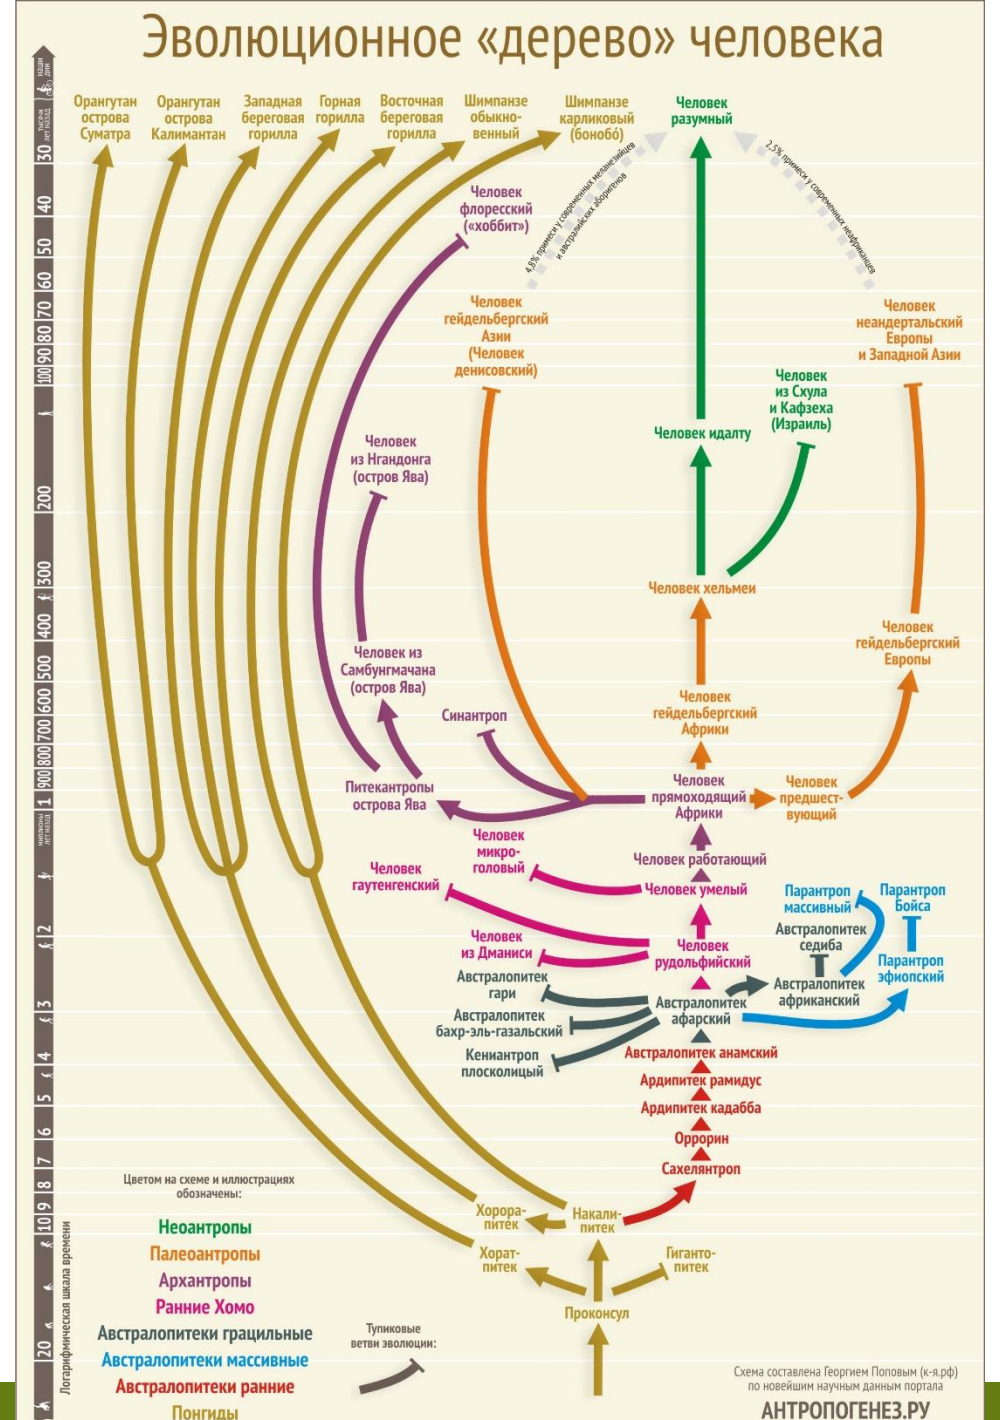 Эволюционное «дерево» человека
наши
дни
(0)
тысячи
лет назад
30
40
50
60
70
80
90
100
200
300
400
500
600
700
800
900
1
миллионы
лет назад
2
3
4
5
6
7
8
9
10
20
Логарифмическая шкала времени
Орангутан
острова
Суматра
Орангутан
острова
Калимантан
Западная
береговая
горилла
Горная
горилла
Восточная
береговая
горилла
Шимпанзе
обыкно-
венный
Шимпанзе
карликовый
(бонобо́)
Человек
разумный
4,8% примеси у современных меланезийцев
и австралийских аборигенов
2,5% примеси у современных неафриканцев
Человек
флоресский
(«хоббит»)
Человек
гейдельбергский
Азии
(Человек
денисовский)
Человек
неандертальский
Европы
и Западной Азии
Человек
из Схула
и Кафзеха
(Израиль)
Человек идалту
Человек
из Нгандонга
(остров Ява)
Человек хельмеи
Человек
гейдельбергский
Европы
Человек из
Самбунгмачана
(остров Ява)
Синантроп
Человек
гейдельбергский
Африки
Питекантропы
острова Ява
Человек
прямоходящий
Африки
Человек
предшест-
вующий
Человек
микро-
головый
Человек работающий
Человек
гаутенгенский
Человек умелый
Парантроп
массивный
Парантроп
Бойса
Человек
из Дманиси
Человек
рудольфийский
Австралопитек
седиба
Парантроп
эфиопский
Австралопитек
гари
Австралопитек
афарский
Австралопитек
африканский
Австралопитек
бахр-эль-газальский
Кениантроп
плосколицый
Австралопитек анамский
Ардипитек рамидус
Ардипитек кадабба
Оррорин
Сахелянтроп
Хорора-
питек
Накали-
питек
Хорат-
питек
Гиганто-
питек
Проконсул
Цветом на схеме и иллюстрациях
обозначены:
Неоантропы
Палеоантропы
Архантропы
Ранние Хомо
Австралопитеки грацильные
Австралопитеки массивные
Австралопитеки ранние
Понгиды
Тупиковые
ветви эволюции:
Схема составлена Георгием Поповым (к-я.рф)
по новейшим научным данным портала
АНТРОПОГЕНЕЗ.РУ